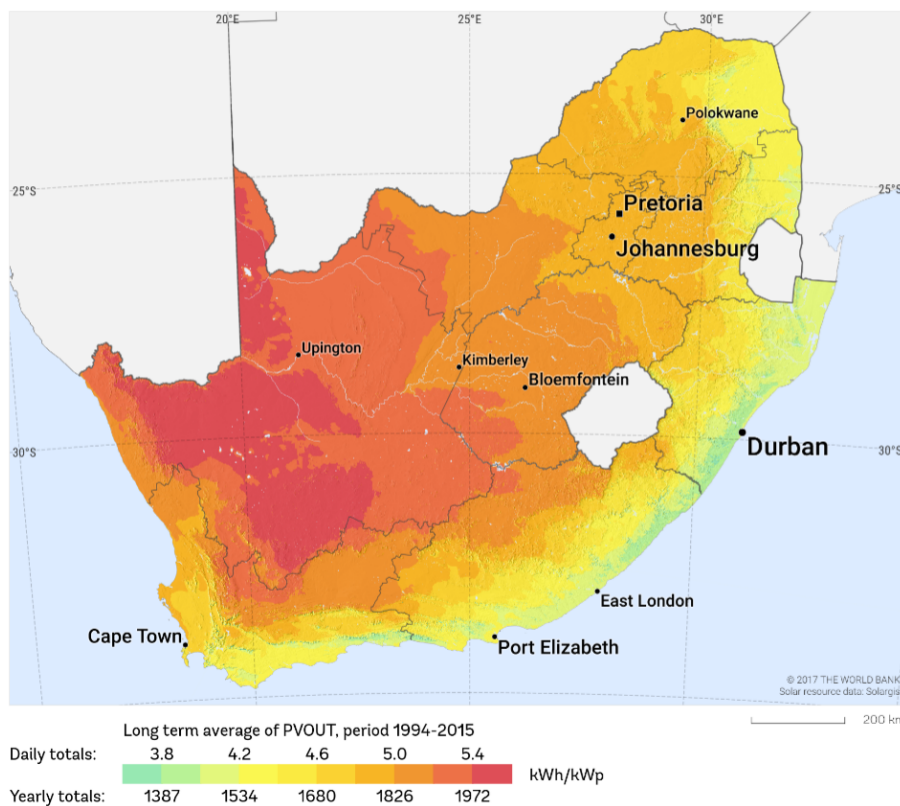 20°E 25°E 30°E
Polokwane
25°S 25°S
Pretoria
Johannesburg
Upington
Kimberley
Bloemfontein
30°S 30°S
Durban
East London
Cape Town
Port Elizabeth
© 2017 THE WORLD BANK
Solar resource data: Solargis
200 km
Long term average of PVOUT, period 1994-2015
Daily totals: 3.8 4.2 4.6 5.0 5.4
kWh/kWp
Yearly totals: 1387 1534 1680 1826 1972